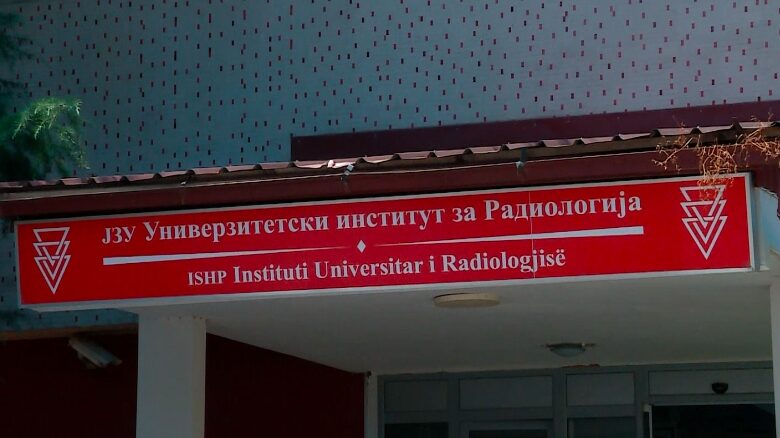 ЈЗУ Универзитетски институт за Радиологија
ISHP Instituti Universitar i Radiologjisë